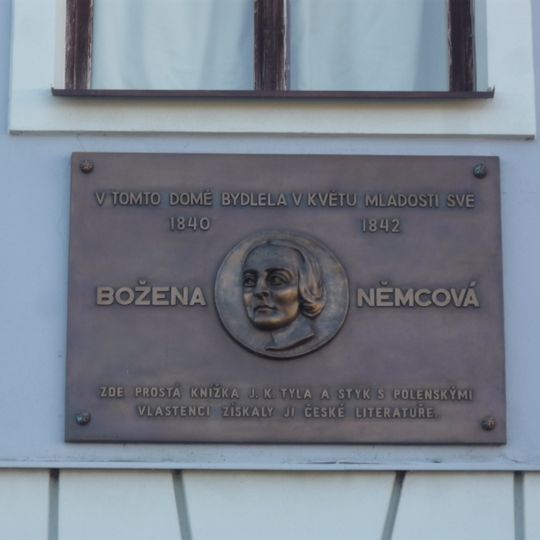 V TOMTO DOMĚ BYDLELA V KVĚTU MLADOSTI SVÉ
1840 1842
BOŽENA NĚMCOVÁ
ZDE PROSTÁ KNIŽKA J. K. TYLA A STYK S POLENSKÝMI
VLASTENCI ZÍSKALY JI ČESKÉ LITERATUŘE.